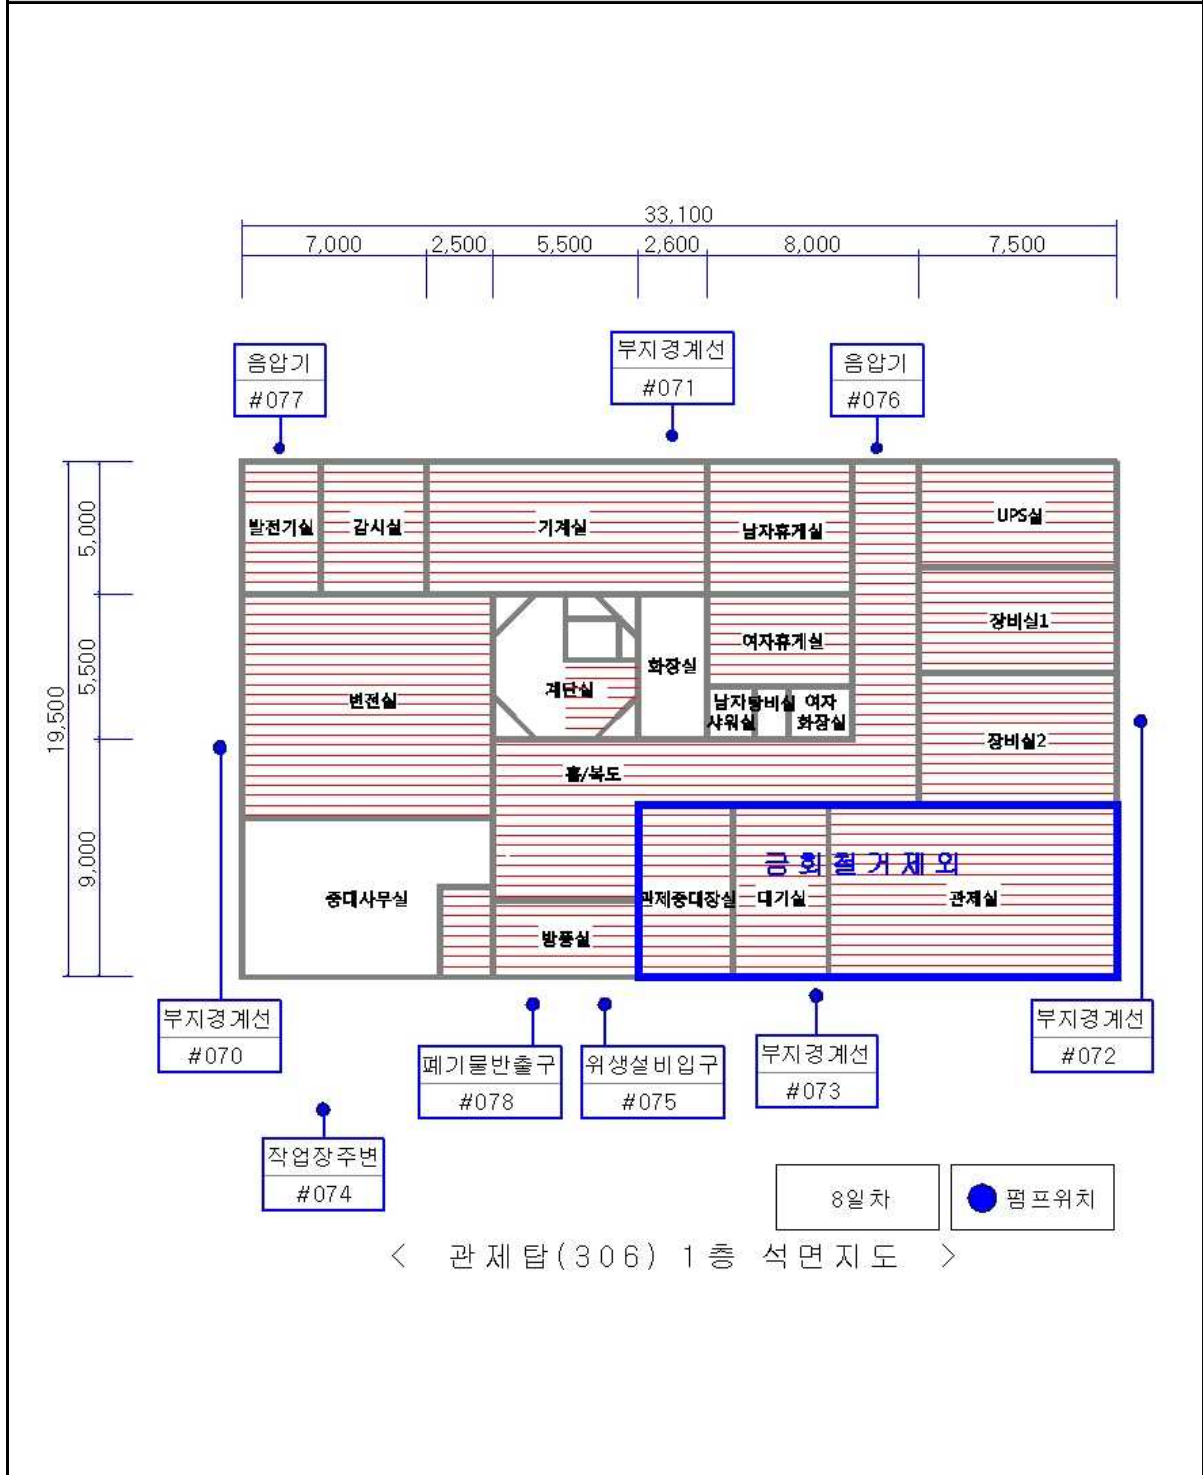 33,100
7,000 2,500 5,500 2,600 8,000 7,500
음압기
#077
부지경계선
#071
음압기
#076
19,500
5,000
5,500
9,000
발전기실
감시실
기계실
남자휴게실
UPS실
장비실1
여자휴게실
화장실
계단실
변전실
남자
샤워실
탕비실
여자
화장실
장비실2
홀/복도
금회철거제외
중대사무실
관제중대장실
대기실
관제실
방풍실
부지경계선
#070
폐기물반출구
#078
위생설비입구
#075
부지경계선
#073
부지경계선
#072
작업장주변
#074
8일차
펌프위치
< 관제탑(306) 1층 석면지도 >